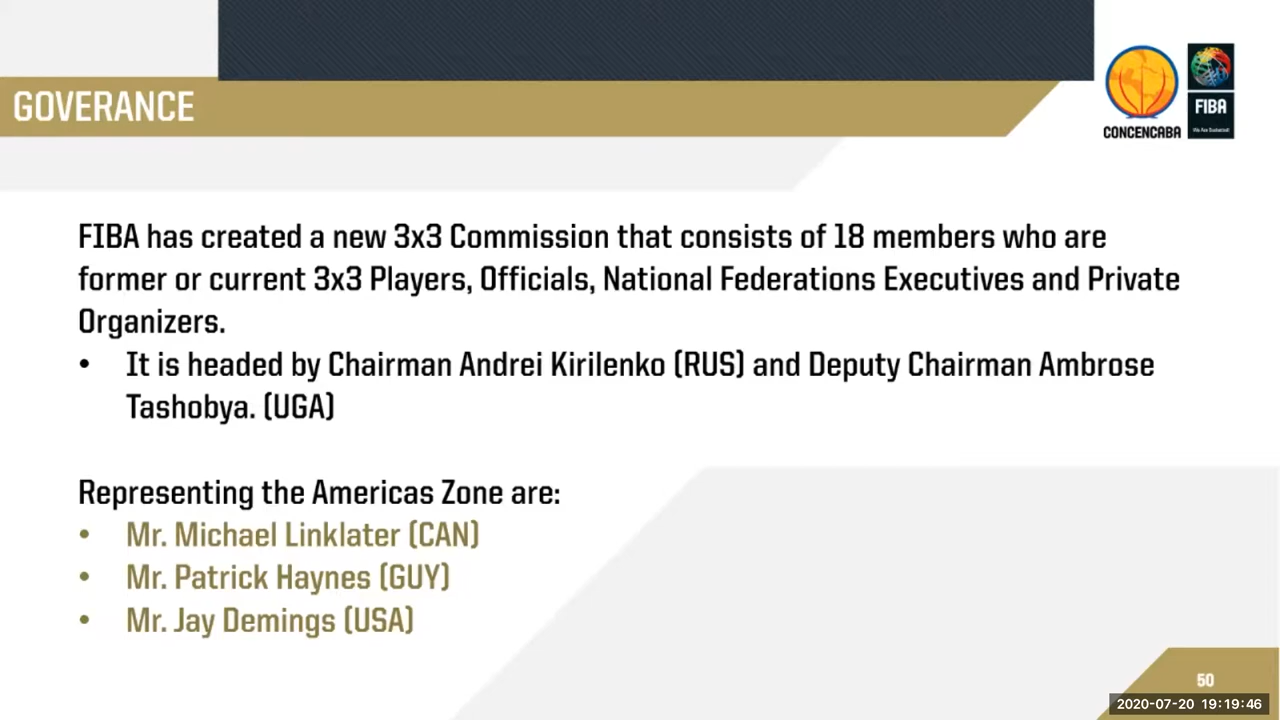 GOVERANCE
CONCENCABA
FIBA
We Are Basketball
FIBA has created a new 3x3 Commission that consists of 18 members who are
former or current 3x3 Players, Officials, National Federations Executives and Private
Organizers.
• It is headed by Chairman Andrei Kirilenko (RUS) and Deputy Chairman Ambrose
Tashobya. (UGA)
Representing the Americas Zone are:
• Mr. Michael Linklater (CAN)
• Mr. Patrick Haynes (GUY)
• Mr. Jay Demings (USA)
50
2020-07-20 19:19:46